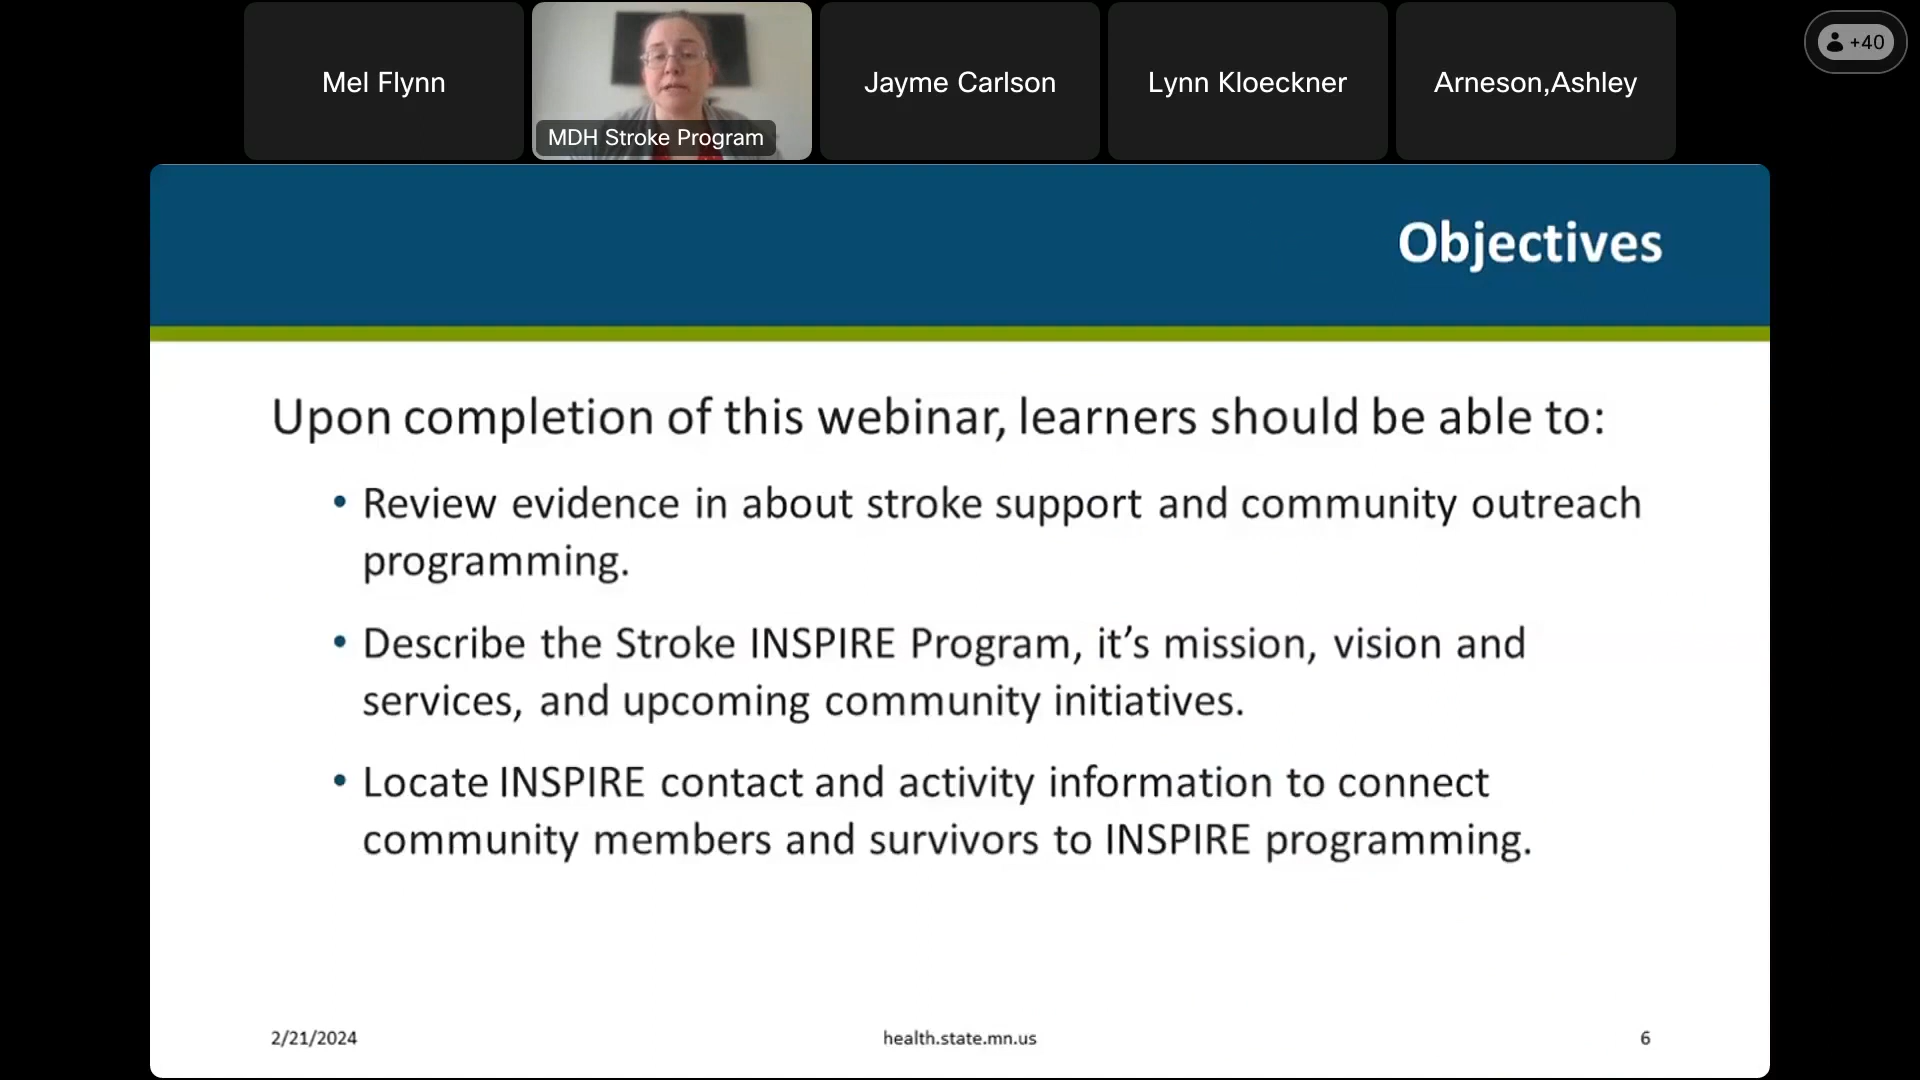 Mel Flynn
MDH Stroke Program
Jayme Carlson
Lynn Kloeckner
Arneson,Ashley
+40
Objectives
Upon completion of this webinar, learners should be able to:
• Review evidence in about stroke support and community outreach
programming.
• Describe the Stroke INSPIRE Program, it’s mission, vision and
services, and upcoming community initiatives.
• Locate INSPIRE contact and activity information to connect
community members and survivors to INSPIRE programming.
2/21/2024
health.state.mn.us
6